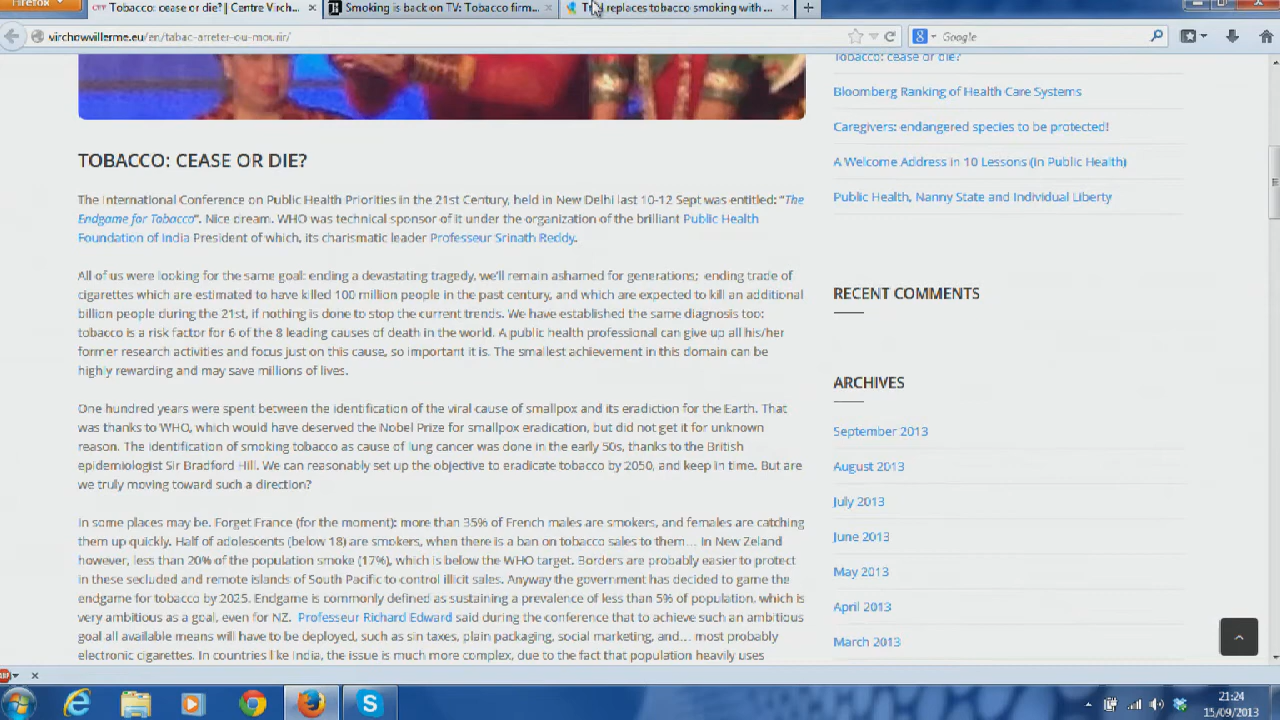 Firefox
Tobacco: cease or die? | Centre Virch...
Smoking is back on TV: Tobacco firm...
replaces tobacco smoking with ...
virchowvillerme.eu/en/tabac-arreter-ou-mourir/
Google
TOBACCO: CEASE OR DIE?
The International Conference on Public Health Priorities in the 21st Century, held in New Delhi last 10-12 Sept was entitled: “The
Endgame for Tobacco“. Nice dream. WHO was technical sponsor of it under the organization of the brilliant Public Health
Foundation of India President of which, its charismatic leader Professeur Srinath Reddy.
All of us were looking for the same goal: ending a devastating tragedy, we'll remain ashamed for generations; ending trade of
cigarettes which are estimated to have killed 100 million people in the past century, and which are expected to kill an additional
billion people during the 21st, if nothing is done to stop the current trends. We have established the same diagnosis too:
tobacco is a risk factor for 6 of the 8 leading causes of death in the world. A public health professional can give up all his/her
former research activities and focus just on this cause, so important it is. The smallest achievement in this domain can be
highly rewarding and may save millions of lives.
One hundred years were spent between the identification of the viral cause of smallpox and its eradiction for the Earth. That
was thanks to WHO, which would have deserved the Nobel Prize for smallpox eradication, but did not get it for unknown
reason. The identification of smoking tobacco as cause of lung cancer was done in the early 50s, thanks to the British
epidemiologist Sir Bradford Hill. We can reasonably set up the objective to eradicate tobacco by 2050, and keep in time. But are
we truly moving toward such a direction?
In some places may be. Forget France (for the moment): more than 35% of French males are smokers, and females are catching
them up quickly. Half of adolescents (below 18) are smokers, when there is a ban on tobacco sales to them… In New Zeland
however, less than 20% of the population smoke (17%), which is below the WHO target. Borders are probably easier to protect
in these secluded and remote islands of South Pacific to control illicit sales. Anyway the government has decided to game the
endgame for tobacco by 2025. Endgame is commonly defined as sustaining a prevalence of less than 5% of population, which is
very ambitious as a goal, even for NZ. Professeur Richard Edward said during the conference that to achieve such an ambitious
goal all available means will have to be deployed, such as sin taxes, plain packaging, social marketing, and… most probably
electronic cigarettes. In countries like India, the issue is much more complex, due to the fact that population heavily uses
Tobacco: cease or die?
Bloomberg Ranking of Health Care Systems
Caregivers: endangered species to be protected!
A Welcome Address in 10 Lessons (in Public Health)
Public Health, Nanny State and Individual Liberty
RECENT COMMENTS
ARCHIVES
September 2013
August 2013
July 2013
June 2013
May 2013
April 2013
March 2013
21:24
15/09/2013